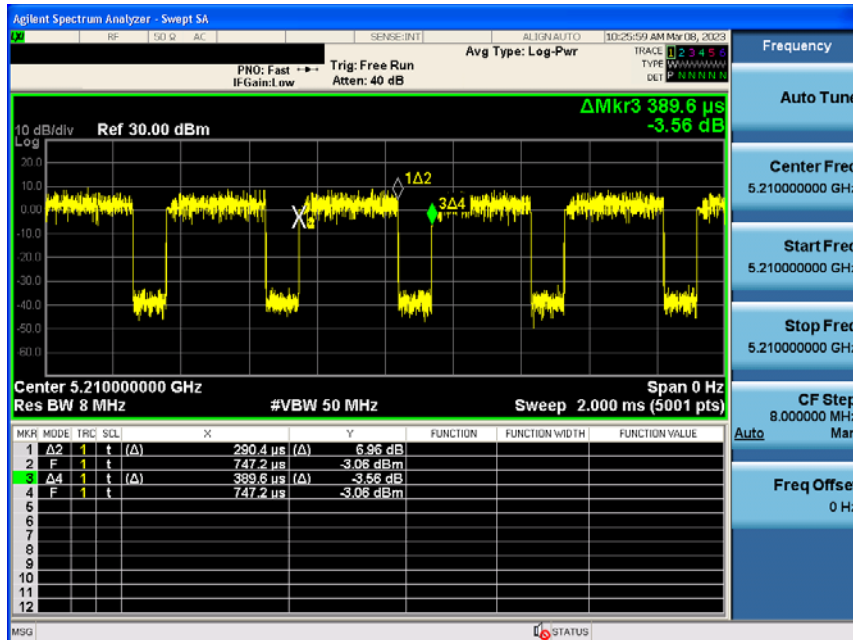 Agilent Spectrum Analyzer - Swept SA
LXI RF 50 Ω AC SENSE:INT ALIGN AUTO 10:25:59 AM Mar 08, 2023
Avg Type: Log-Pwr TRACE 1 2 3 4 5 6
PNO: Fast Trig: Free Run TYPE WWWWWW
IFGain:Low Atten: 40 dB DET P N N N N N
ΔMkr3 389.6 µs
-3.56 dB
10 dB/div Ref 30.00 dBm
Log
20.0
10.0
0.00
-10.0
-20.0
-30.0
-40.0
-50.0
-60.0
1Δ2
3Δ4
Center 5.210000000 GHz Span 0 Hz
Res BW 8 MHz #VBW 50 MHz Sweep 2.000 ms (5001 pts)
MKR MODE TRC SCL X Y FUNCTION FUNCTION WIDTH FUNCTION VALUE
1 Δ2 1 t (Δ) 290.4 µs (Δ) 6.96 dB
2 F 1 t 747.2 µs -3.06 dBm
3 Δ4 1 t (Δ) 389.6 µs (Δ) -3.56 dB
4 F 1 t 747.2 µs -3.06 dBm
5
6
7
8
9
10
11
12
MSG STATUS
Frequency
Auto Tune
Center Freq
5.210000000 GHz
Start Freq
5.210000000 GHz
Stop Freq
5.210000000 GHz
CF Step
8.000000 MHz
Auto Man
Freq Offset
0 Hz